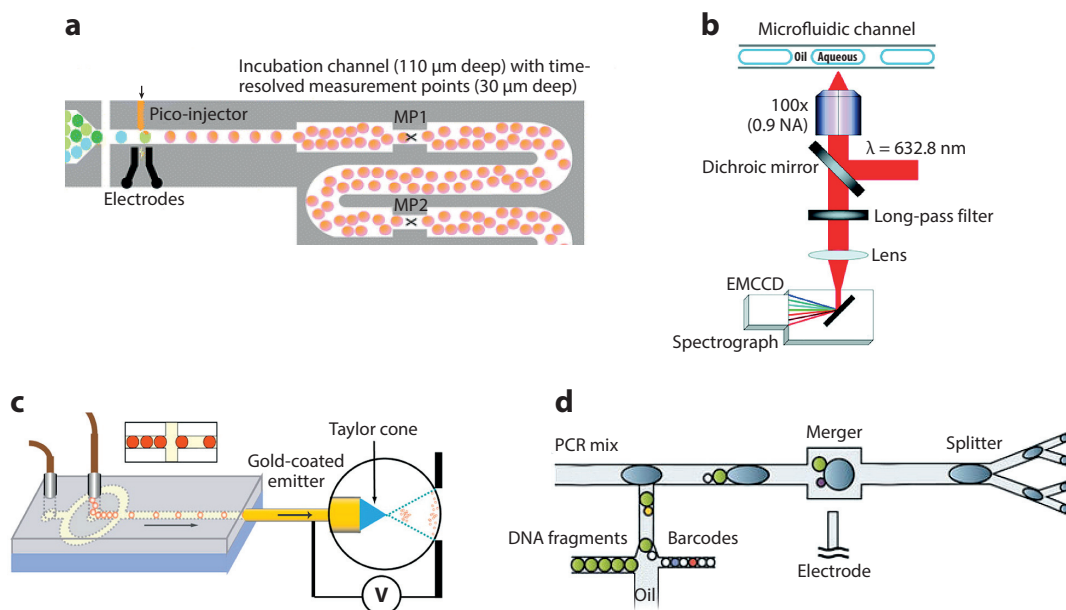 a
Incubation channel (110 µm deep) with time-
resolved measurement points (30 µm deep)
Pico-injector
MP1
MP2
Electrodes
b
Microfluidic channel
Oil
Aqueous
100x
(0.9 NA)
λ = 632.8 nm
Dichroic mirror
Long-pass filter
Lens
EMCCD
Spectrograph
c
Taylor cone
Gold-coated
emitter
V
d
PCR mix
Merger
Splitter
DNA fragments
Barcodes
Oil
Electrode